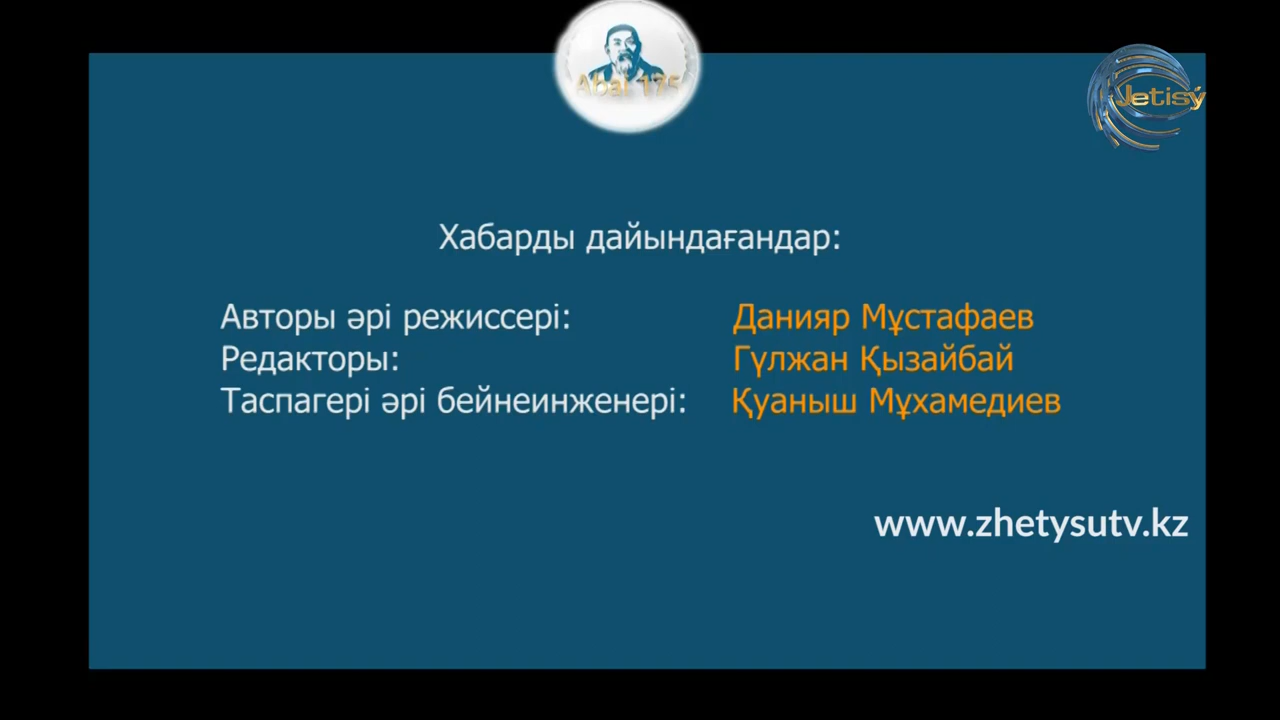 Abai 175
Jetisý
Хабарды дайындағандар:
Авторы әрі режиссері: Данияр Мұстафаев
Редакторы: Гүлжан Қызайбай
Таспагері әрі бейнеинженері: Қуаныш Мұхамедиев
www.zhetysutv.kz